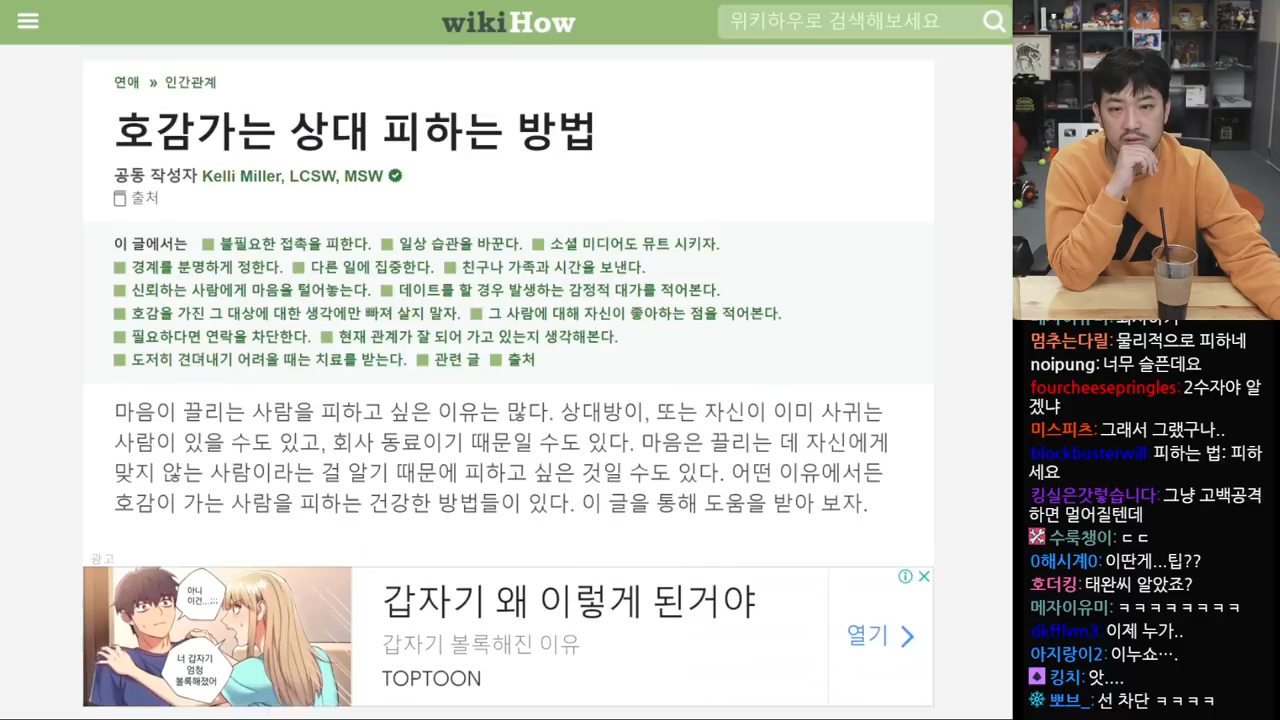 wikiHow
위키하우로 검색해보세요
연애 » 인간관계
호감가는 상대 피하는 방법
공동 작성자 Kelli Miller, LCSW, MSW
출처
이 글에서는 불필요한 접촉을 피한다. 일상 습관을 바꾼다. 소셜 미디어도 뮤트 시키자.
경계를 분명하게 정한다. 다른 일에 집중한다. 친구나 가족과 시간을 보낸다.
신뢰하는 사람에게 마음을 털어놓는다. 데이트를 할 경우 발생하는 감정적 대가를 적어본다.
호감을 가진 그 대상에 대한 생각에만 빠져 살지 말자. 그 사람에 대해 자신이 좋아하는 점을 적어본다.
필요하다면 연락을 차단한다. 현재 관계가 잘 되어 가고 있는지 생각해본다.
도저히 견뎌내기 어려울 때는 치료를 받는다. 관련 글 출처
마음이 끌리는 사람을 피하고 싶은 이유는 많다. 상대방이, 또는 자신이 이미 사귀는
사람이 있을 수도 있고, 회사 동료이기 때문일 수도 있다. 마음은 끌리는 데 자신에게
맞지 않는 사람이라는 걸 알기 때문에 피하고 싶은 것일 수도 있다. 어떤 이유에서든
호감이 가는 사람을 피하는 건강한 방법들이 있다. 이 글을 통해 도움을 받아 보자.
광고
아니
이건...;;;
너 갑자기
엄청
볼록해졌어
갑자기 왜 이렇게 된거야
갑자기 볼록해진 이유
TOPTOON
열기
멈추는다릴: 물리적으로 피하네
noipung: 너무 슬픈데요
fourcheesepringles: 2수자야 알
겠냐
미스피츠: 그래서 그랬구나..
blockbusterwill: 피하는 법: 피하
세요
킹실은갓렇습니다: 그냥 고백공격
하면 멀어질텐데
수룩챙이: ㄷㄷ
0해시계0: 이딴게...팁??
호더킹: 태완씨 알았죠?
메자이유미: ㅋㅋㅋㅋㅋㅋㅋㅋ
dkfflvm3: 이제 누가..
아지랑이2: 이누쇼….
킹치: 앗....
뽀브_: 선 차단 ㅋㅋㅋㅋ